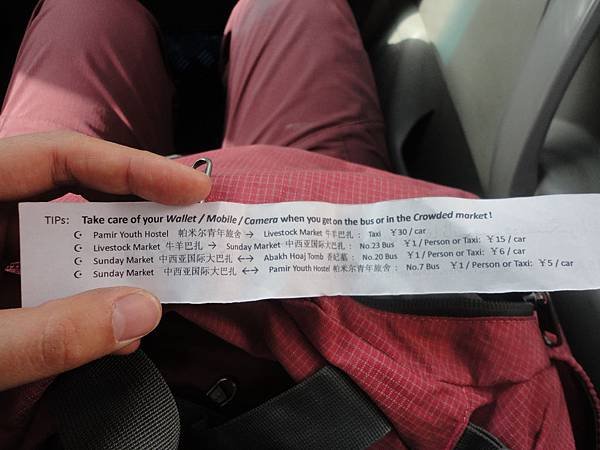 TIPs: Take care of your Wallet / Mobile / Camera when you get on the bus or in the Crowded market!
☪ Pamir Youth Hostel 帕米尔青年旅舍 → Livestock Market 牛羊巴扎 : Taxi ¥30 / car
☪ Livestock Market 牛羊巴扎 → Sunday Market 中西亚国际大巴扎 : No.23 Bus ¥1 / Person or Taxi: ¥15 / car
☪ Sunday Market 中西亚国际大巴扎 ↔ Abakh Hoaj Tomb 香妃墓 : No.20 Bus ¥1 / Person or Taxi: ¥6 / car
☪ Sunday Market 中西亚国际大巴扎 ↔ Pamir Youth Hostel 帕米尔青年旅舍 : No.7 Bus ¥1 / Person or Taxi: ¥5 / car